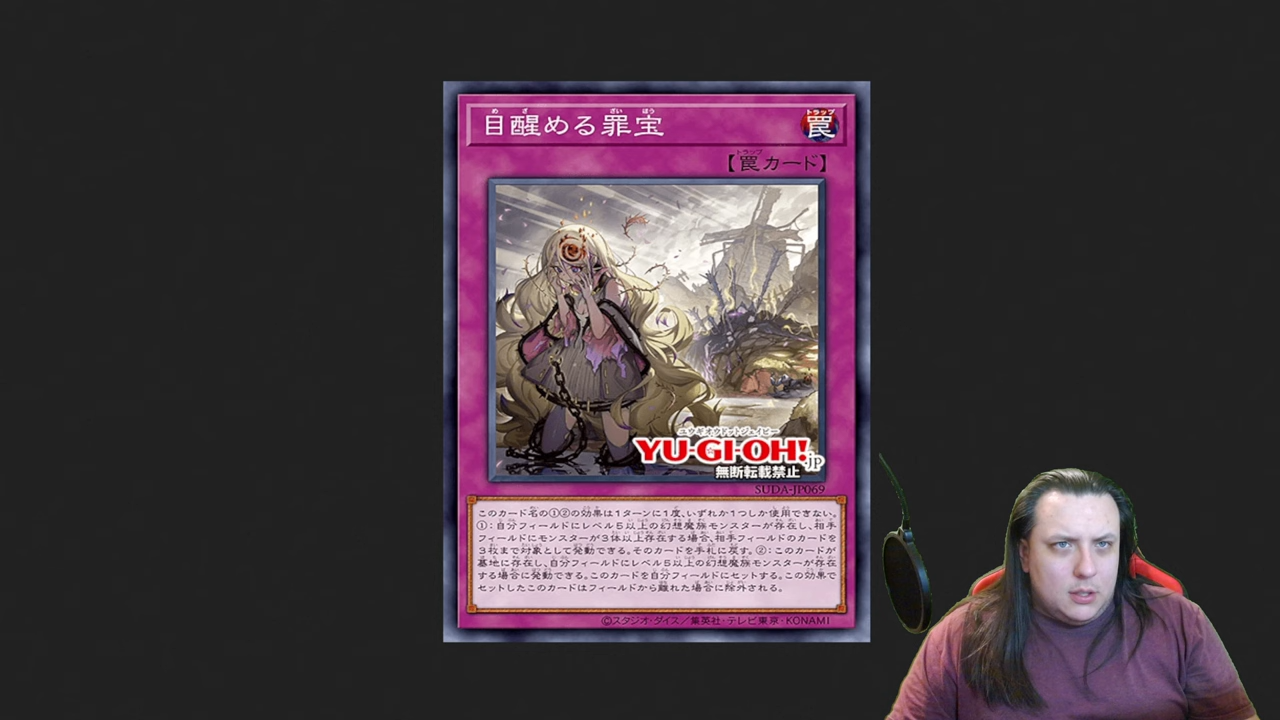 目醒める罪宝
罠
【罠カード】
ユウギオウドットジェイピー
YU-GI-OH!.jp
無断転載禁止
SUDA-JP069
このカード名の①②の効果は1ターンに1度、いずれか1つしか使用できない。
①:自分フィールドにレベル5以上の幻想魔族モンスターが存在し、相手
フィールドにモンスターが3体以上存在する場合、相手フィールドのカードを
3枚まで対象として発動できる。そのカードを手札に戻す。②:このカードが
墓地に存在し、自分フィールドにレベル5以上の幻想魔族モンスターが存在
する場合に発動できる。このカードを自分フィールドにセットする。この効果で
セットしたこのカードはフィールドから離れた場合に除外される。
©スタジオ・ダイス/集英社・テレビ東京・KONAMI